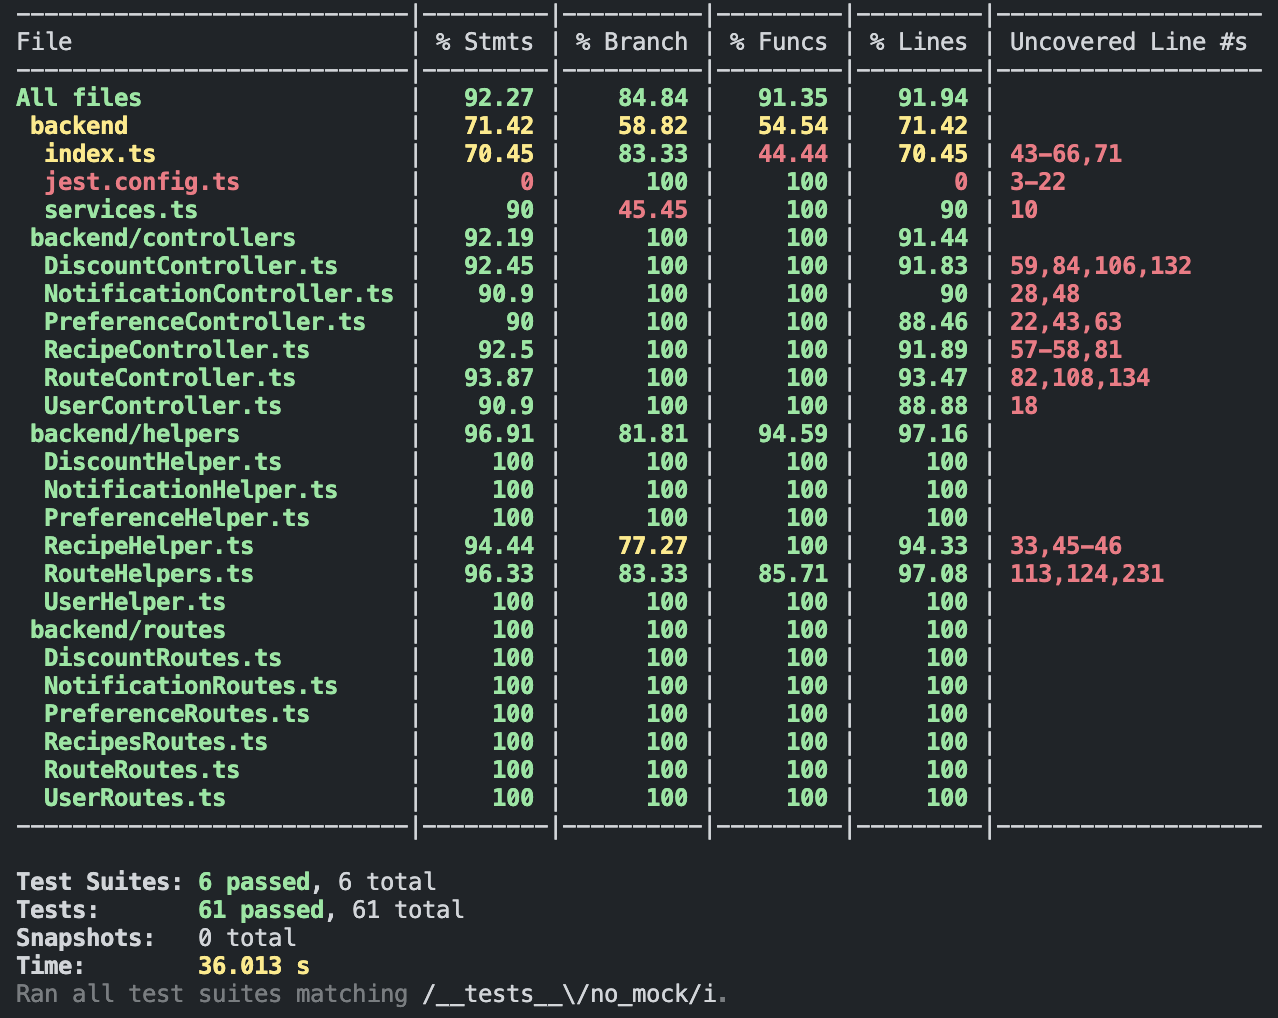 -----------------------------|---------|----------|---------|---------|-------------------
File                         | % Stmts | % Branch | % Funcs | % Lines | Uncovered Line #s
-----------------------------|---------|----------|---------|---------|-------------------
All files                    |   92.27 |    84.84 |   91.35 |   91.94 |
 backend                     |   71.42 |    58.82 |   54.54 |   71.42 |
  index.ts                   |   70.45 |    83.33 |   44.44 |   70.45 | 43-66,71
  jest.config.ts             |       0 |      100 |     100 |       0 | 3-22
  services.ts                |      90 |    45.45 |     100 |      90 | 10
 backend/controllers         |   92.19 |      100 |     100 |   91.44 |
  DiscountController.ts      |   92.45 |      100 |     100 |   91.83 | 59,84,106,132
  NotificationController.ts  |    90.9 |      100 |     100 |      90 | 28,48
  PreferenceController.ts    |      90 |      100 |     100 |   88.46 | 22,43,63
  RecipeController.ts        |    92.5 |      100 |     100 |   91.89 | 57-58,81
  RouteController.ts         |   93.87 |      100 |     100 |   93.47 | 82,108,134
  UserController.ts          |    90.9 |      100 |     100 |   88.88 | 18
 backend/helpers             |   96.91 |    81.81 |   94.59 |   97.16 |
  DiscountHelper.ts          |     100 |      100 |     100 |     100 |
  NotificationHelper.ts      |     100 |      100 |     100 |     100 |
  PreferenceHelper.ts        |     100 |      100 |     100 |     100 |
  RecipeHelper.ts            |   94.44 |    77.27 |     100 |   94.33 | 33,45-46
  RouteHelpers.ts            |   96.33 |    83.33 |   85.71 |   97.08 | 113,124,231
  UserHelper.ts              |     100 |      100 |     100 |     100 |
 backend/routes              |     100 |      100 |     100 |     100 |
  DiscountRoutes.ts          |     100 |      100 |     100 |     100 |
  NotificationRoutes.ts      |     100 |      100 |     100 |     100 |
  PreferenceRoutes.ts        |     100 |      100 |     100 |     100 |
  RecipesRoutes.ts           |     100 |      100 |     100 |     100 |
  RouteRoutes.ts             |     100 |      100 |     100 |     100 |
  UserRoutes.ts              |     100 |      100 |     100 |     100 |
-----------------------------|---------|----------|---------|---------|-------------------
Test Suites: 6 passed, 6 total
Tests:       61 passed, 61 total
Snapshots:   0 total
Time:        36.013 s
Ran all test suites matching /__tests__\/no_mock/i.